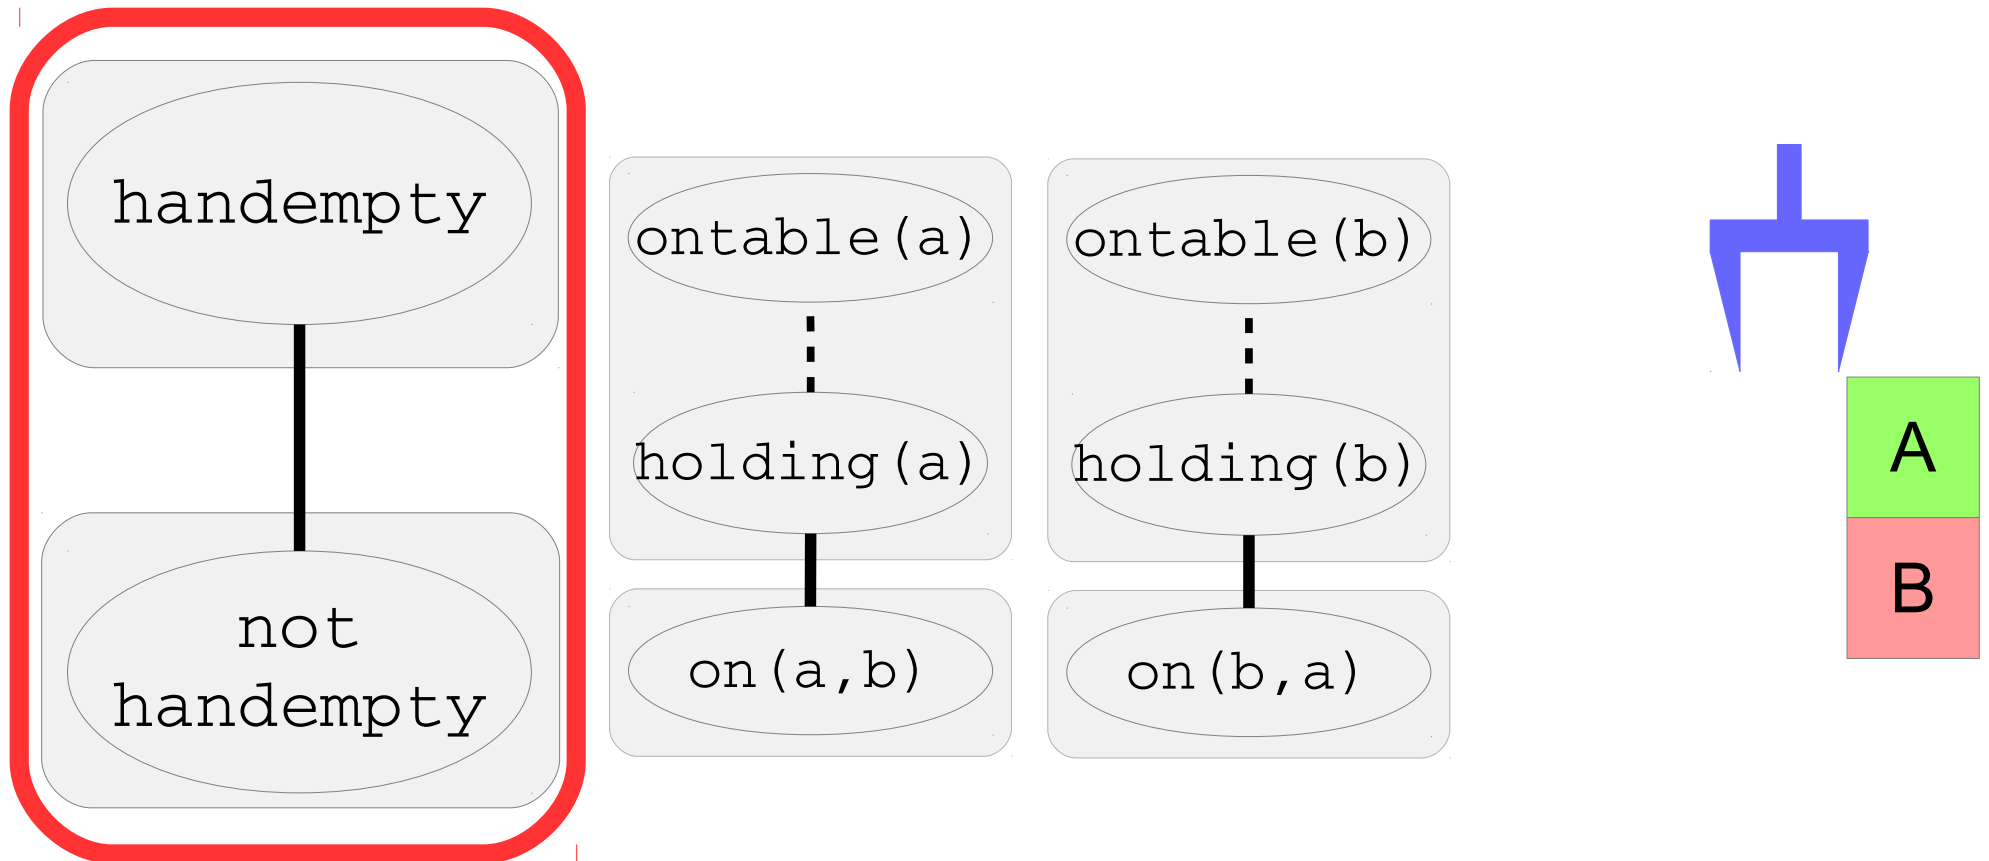 handempty
not
handempty
ontable(a)
holding(a)
on(a,b)
ontable(b)
holding(b)
on(b,a)
A
B